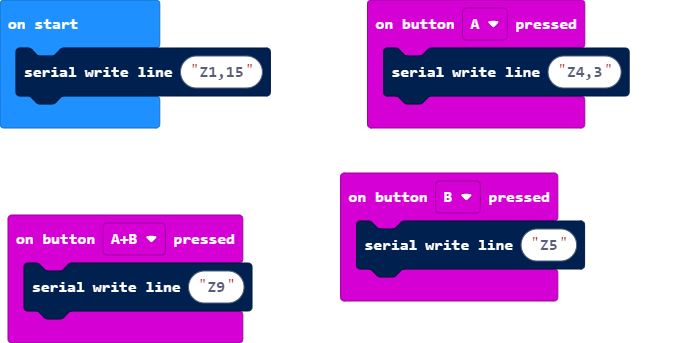 on start
serial write line "Z1,15"
on button A pressed
serial write line "Z4,3"
on button B pressed
serial write line "Z5"
on button A+B pressed
serial write line "Z9"